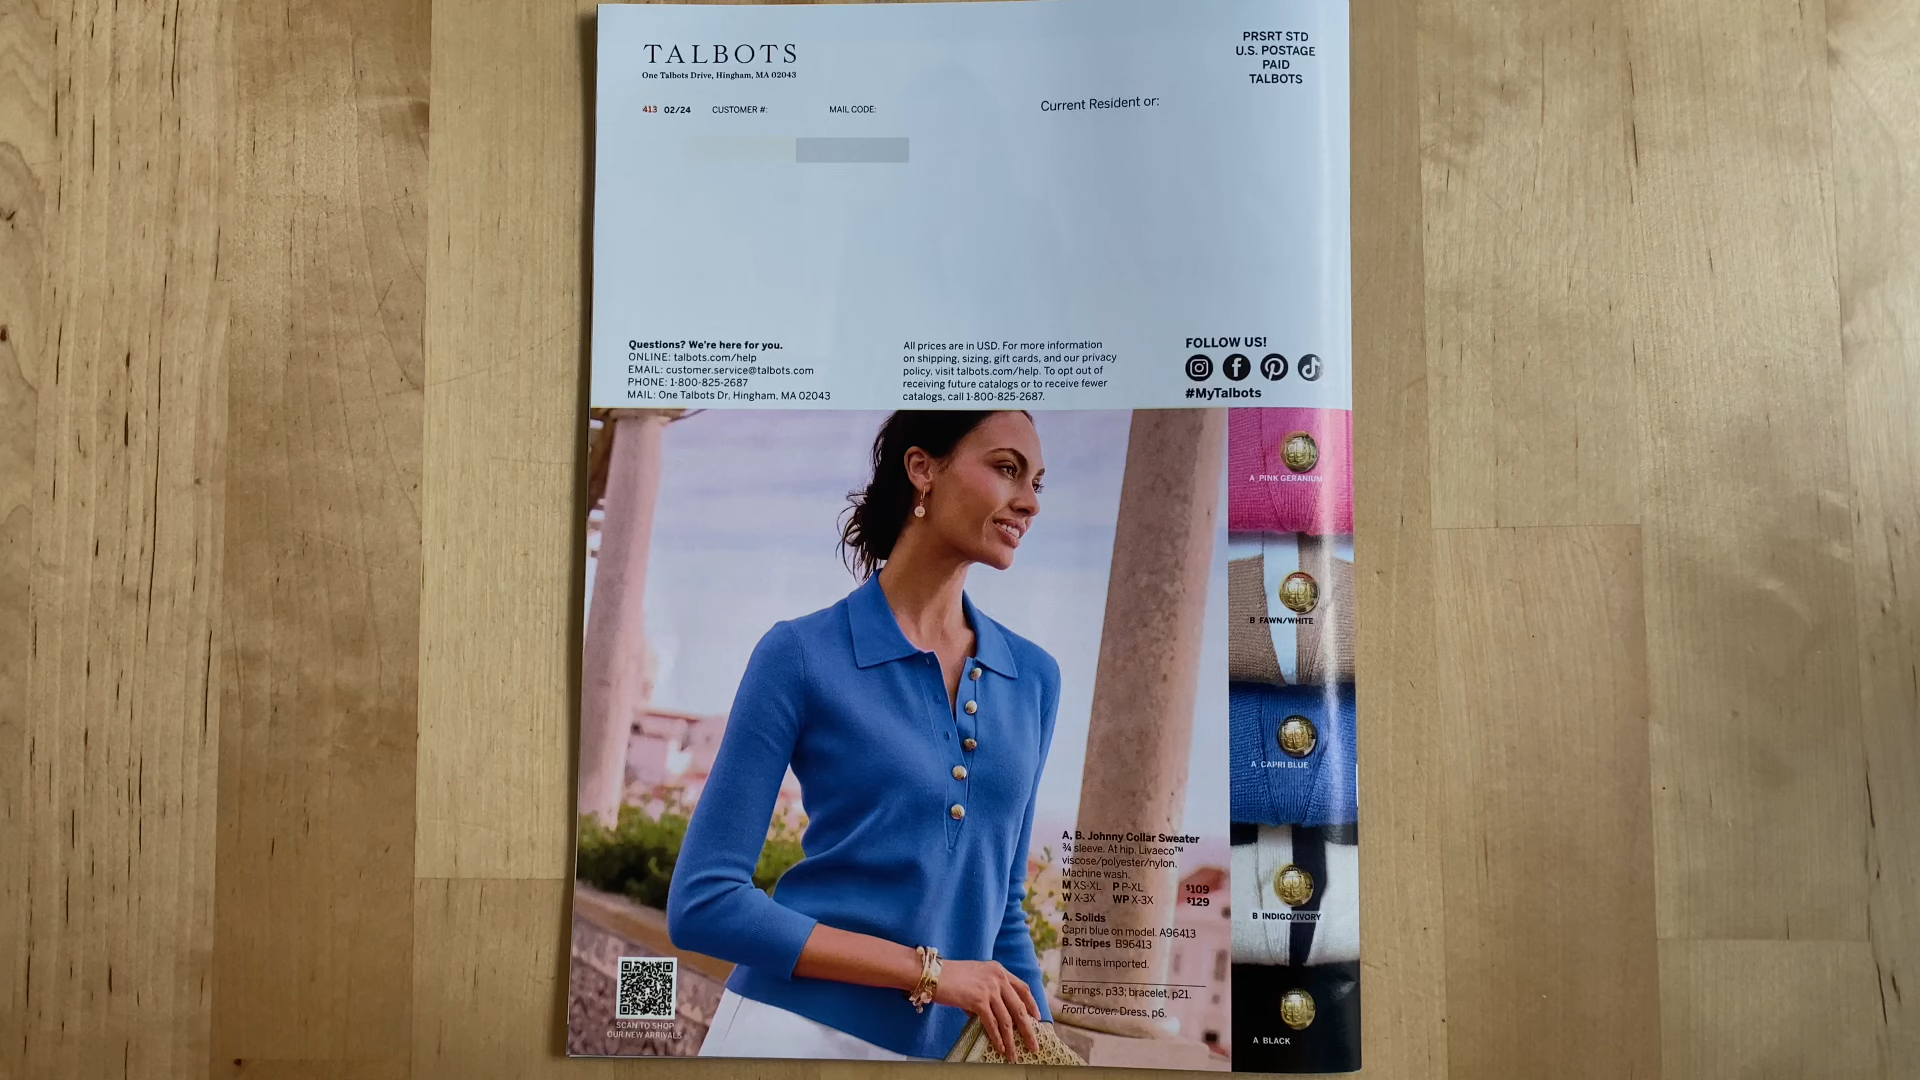 TALBOTS
One Talbots Drive, Hingham, MA 02043
PRSRT STD
U.S. POSTAGE
PAID
TALBOTS
413 02/24 CUSTOMER #: MAIL CODE:
Current Resident or:
Questions? We're here for you.
ONLINE: talbots.com/help
EMAIL: customer.service@talbots.com
PHONE: 1-800-825-2687
MAIL: One Talbots Dr, Hingham, MA 02043
All prices are in USD. For more information
on shipping, sizing, gift cards, and our privacy
policy, visit talbots.com/help. To opt out of
receiving future catalogs or to receive fewer
catalogs, call 1-800-825-2687.
FOLLOW US!
#MyTalbots
A PINK GERANIUM
B FAWN/WHITE
A CAPRI BLUE
B INDIGO/IVORY
A BLACK
A, B. Johnny Collar Sweater
¾ sleeve. At hip. Livaeco™
viscose/polyester/nylon.
Machine wash.
M XS-XL P P-XL $109
W X-3X WP X-3X $129
A. Solids
Capri blue on model. A96413
B. Stripes B96413
All items imported.
Earrings, p33; bracelet, p21.
Front Cover: Dress, p6.
SCAN TO SHOP
OUR NEW ARRIVALS